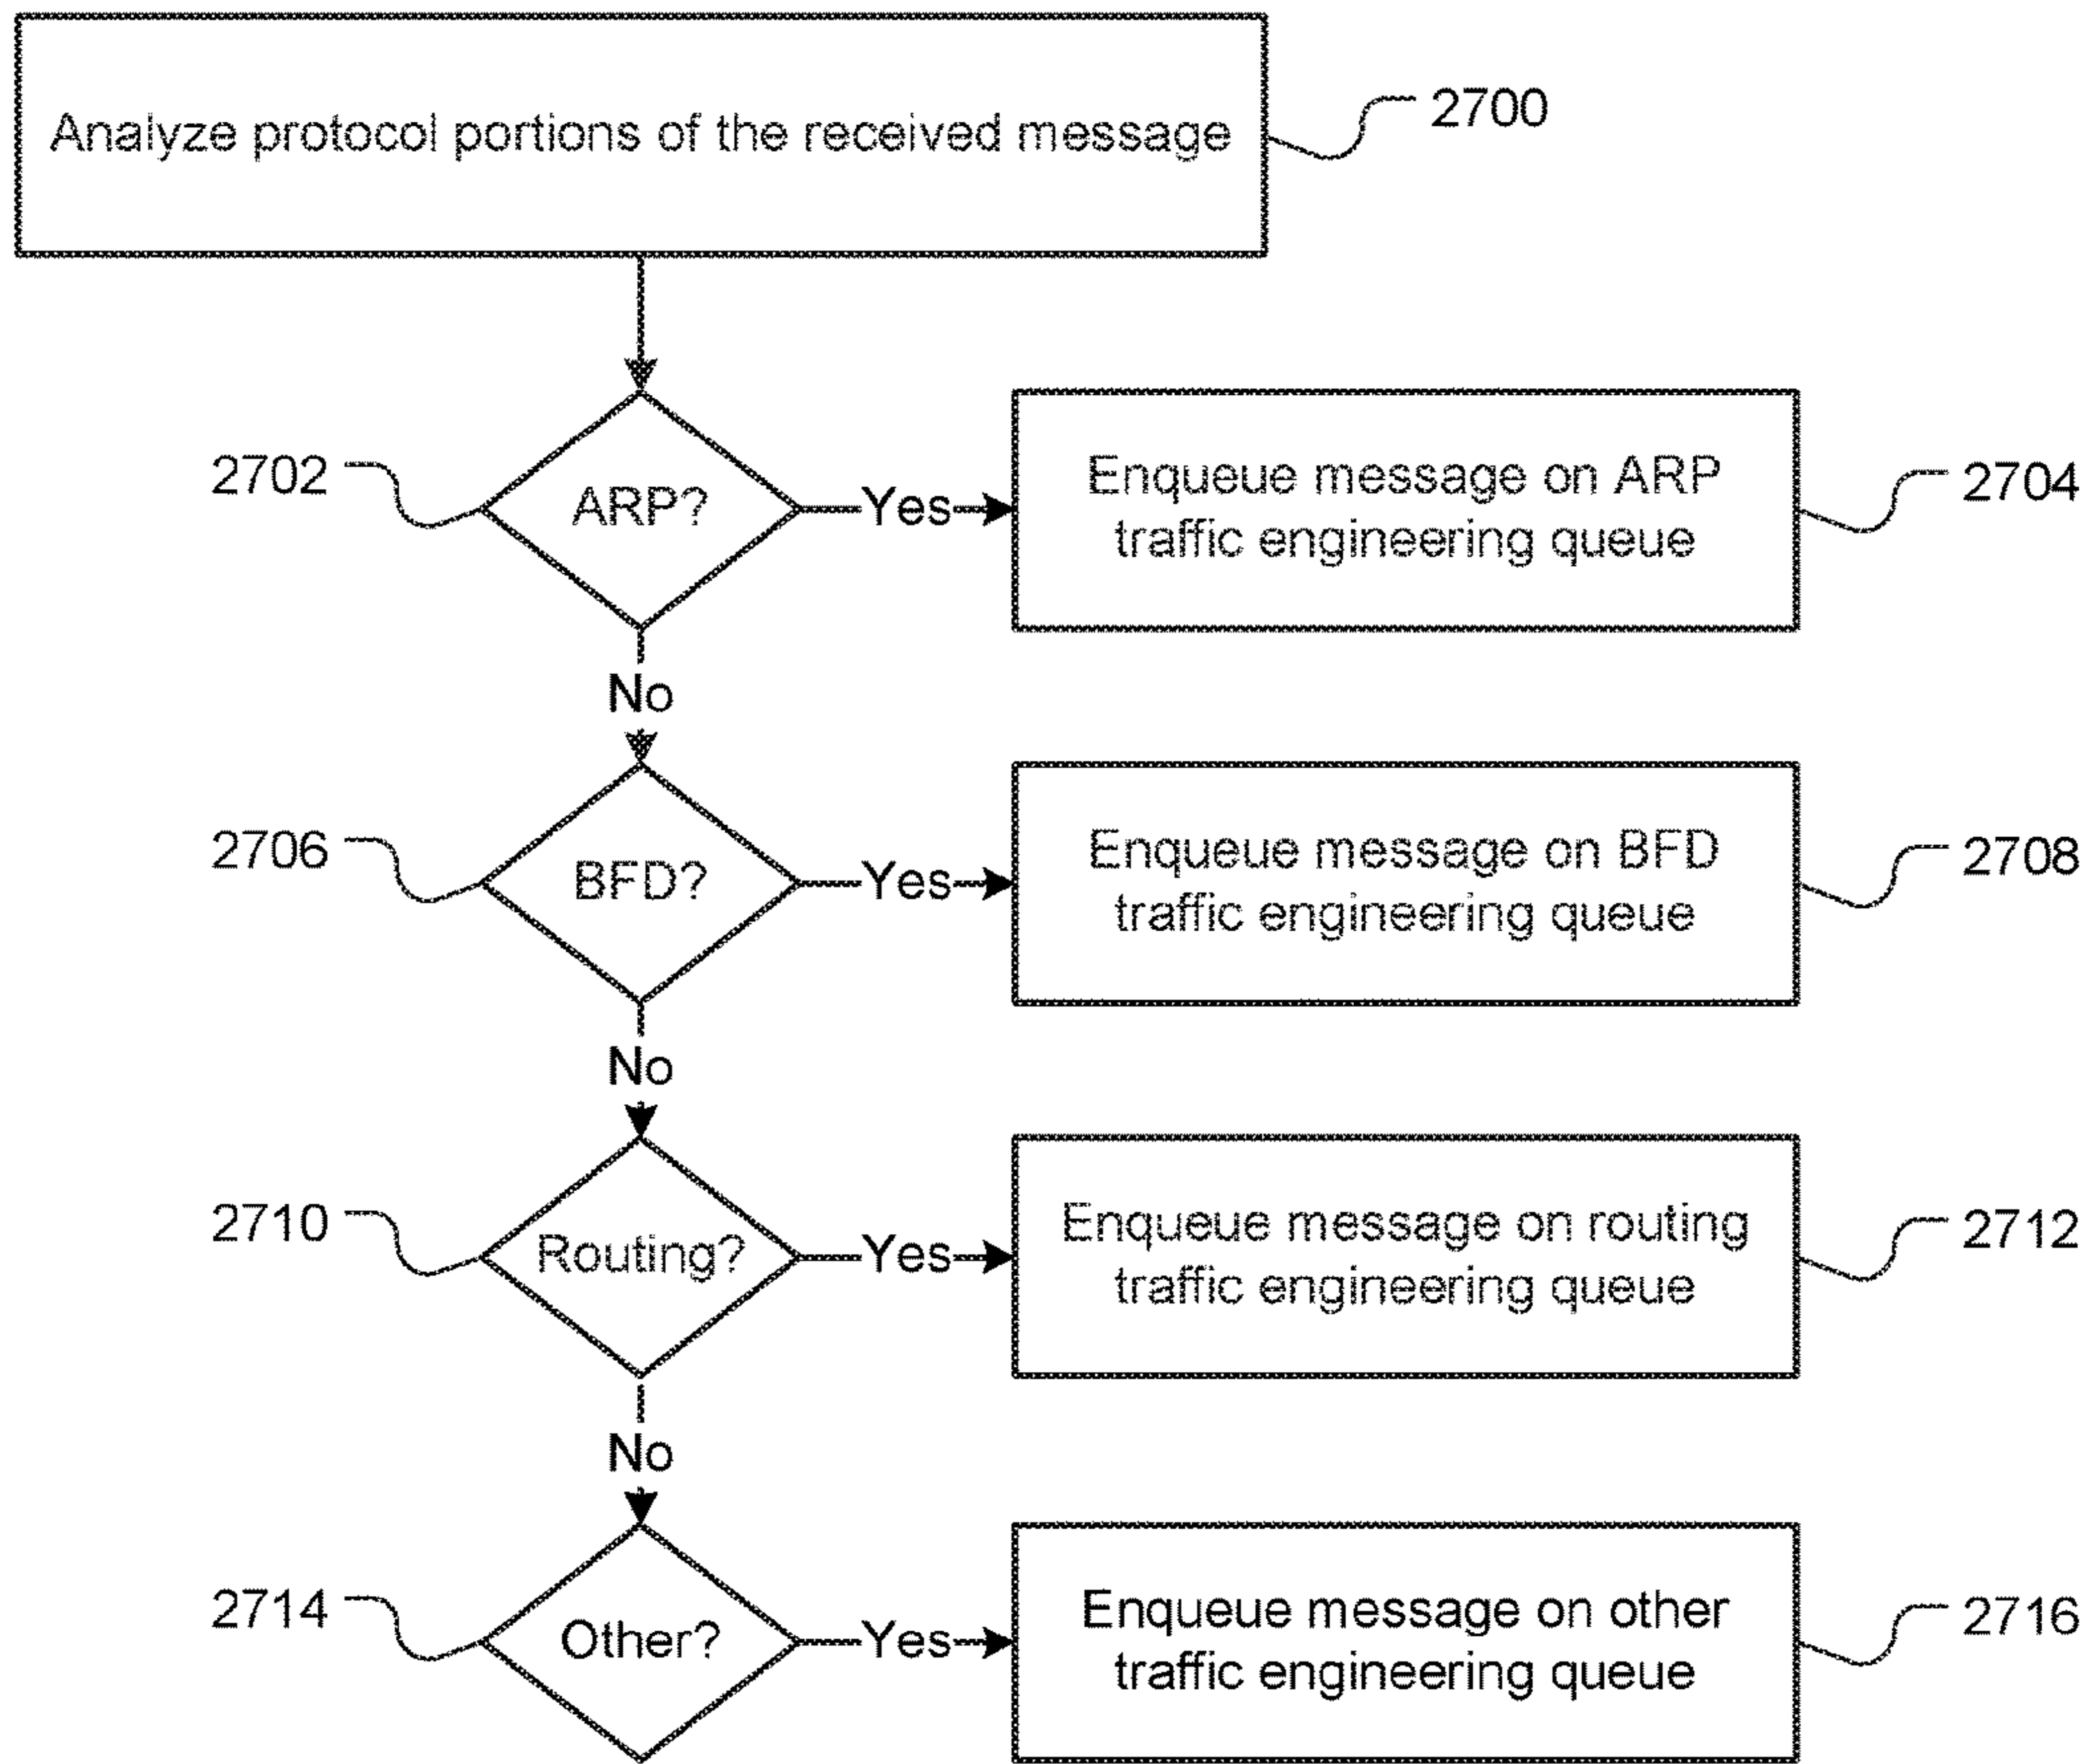 Analyze protocol portions of the received message
2700
2702
ARP?
Yes
Enqueue message on ARP
traffic engineering queue
2704
No
2706
BFD?
Yes
Enqueue message on BFD
traffic engineering queue
2708
No
2710
Routing?
Yes
Enqueue message on routing
traffic engineering queue
2712
No
2714
Other?
Yes
Enqueue message on other
traffic engineering queue
2716